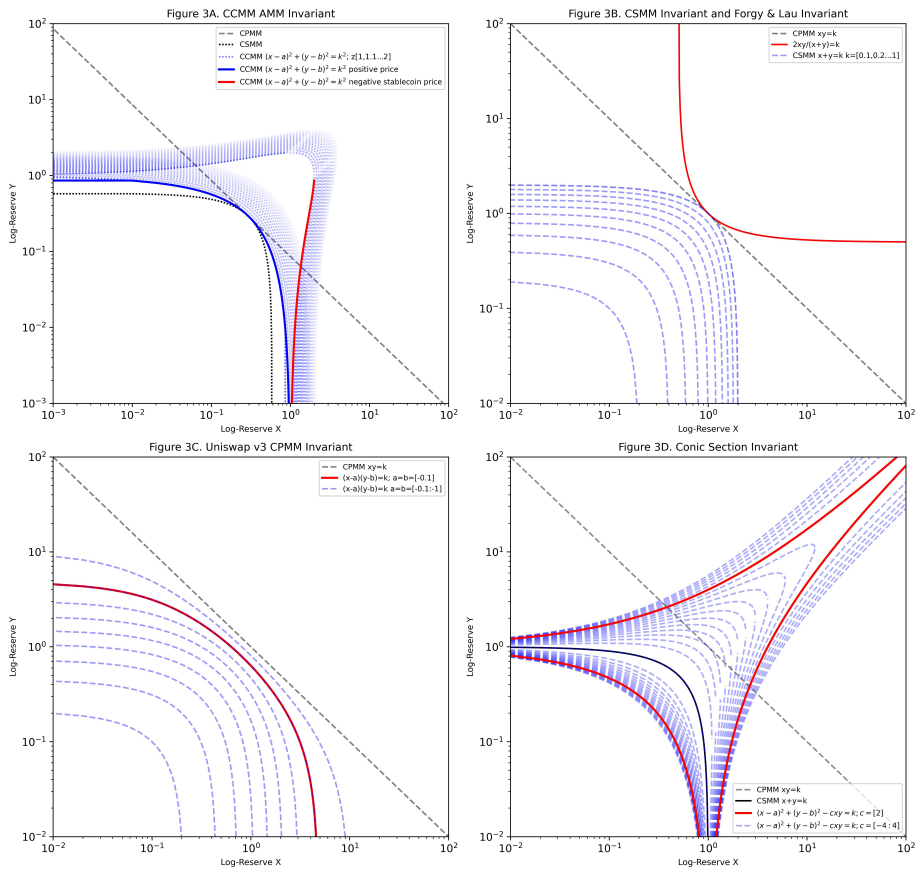 Figure 3A. CCMM AMM Invariant
10²
10¹
10⁰
10⁻¹
10⁻²
10⁻³
Log-Reserve Y
CPMM
CSMM
CCMM (x − a)² + (y − b)² = k²; z[1,1.1...2]
CCMM (x − a)² + (y − b)² = k² positive price
CCMM (x − a)² + (y − b)² = k² negative stablecoin price
10⁻³ 10⁻² 10⁻¹ 10⁰ 10¹ 10²
Log-Reserve X
Figure 3B. CSMM Invariant and Forgy & Lau Invariant
10²
10¹
10⁰
10⁻¹
10⁻²
Log-Reserve Y
CPMM xy=k
2xy/(x+y)=k
CSMM x+y=k k=[0.1,0.2...1]
10⁻² 10⁻¹ 10⁰ 10¹ 10²
Log-Reserve X
Figure 3C. Uniswap v3 CPMM Invariant
10²
10¹
10⁰
10⁻¹
10⁻²
Log-Reserve Y
CPMM xy=k
(x-a)(y-b)=k; a=b=[-0.1]
(x-a)(y-b)=k a=b=[-0.1:-1]
10⁻² 10⁻¹ 10⁰ 10¹ 10²
Log-Reserve X
Figure 3D. Conic Section Invariant
10²
10¹
10⁰
10⁻¹
10⁻²
Log-Reserve Y
CPMM xy=k
CSMM x+y=k
(x − a)² + (y − b)² − cxy = k; c = [2]
(x − a)² + (y − b)² − cxy = k; c = [−4 : 4]
10⁻² 10⁻¹ 10⁰ 10¹ 10²
Log-Reserve X